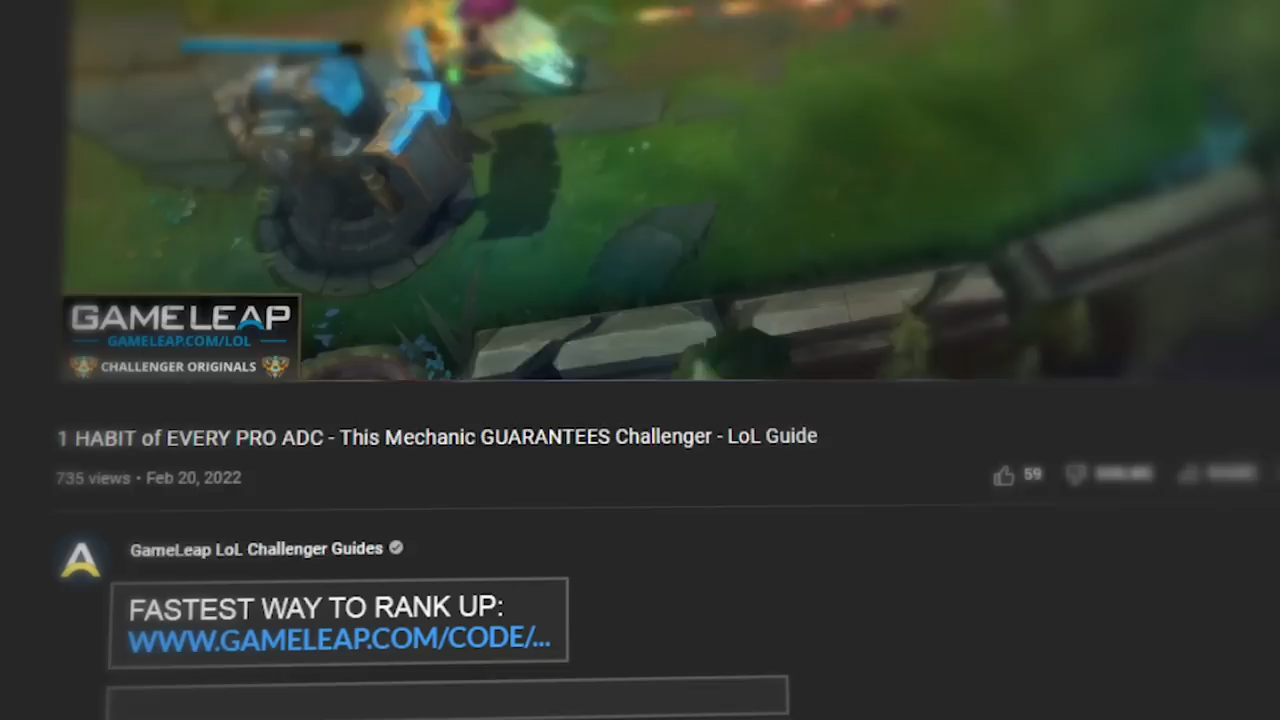 GAMELEAP
GAMELEAP.COM/LOL
CHALLENGER ORIGINALS
1 HABIT of EVERY PRO ADC - This Mechanic GUARANTEES Challenger - LoL Guide
735 views • Feb 20, 2022
59
GameLeap LoL Challenger Guides
FASTEST WAY TO RANK UP:
WWW.GAMELEAP.COM/CODE/...